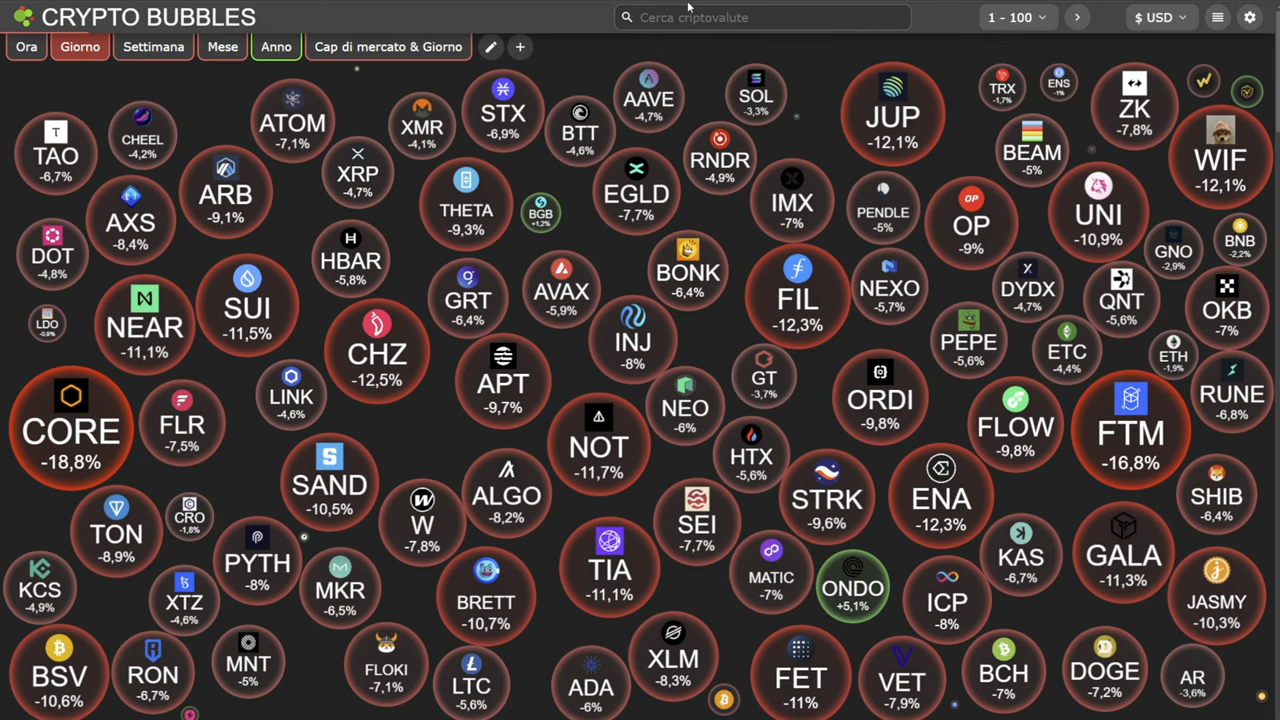 CRYPTO BUBBLES
Cerca criptovalute
1 - 100
$ USD
Ora
Giorno
Settimana
Mese
Anno
Cap di mercato & Giorno
TAO
-6,7%
CHEEL
-4,2%
ATOM
-7,1%
XRP
-4,7%
XMR
-4,1%
STX
-6,9%
BTT
-4,6%
AAVE
-4,7%
SOL
-3,3%
RNDR
-4,9%
JUP
-12,1%
TRX
-1,7%
ENS
-1%
ZK
-7,8%
BEAM
-5%
WIF
-12,1%
DOT
-4,8%
AXS
-8,4%
ARB
-9,1%
HBAR
-5,8%
THETA
-9,3%
BGB
+1,2%
EGLD
-7,7%
IMX
-7%
PENDLE
-5%
OP
-9%
UNI
-10,9%
GNO
-2,9%
BNB
-2,2%
LDO
-0,9%
NEAR
-11,1%
SUI
-11,5%
CHZ
-12,5%
GRT
-6,4%
AVAX
-5,9%
BONK
-6,4%
INJ
-8%
FIL
-12,3%
NEXO
-5,7%
DYDX
-4,7%
QNT
-5,6%
OKB
-7%
PEPE
-5,6%
ETC
-4,4%
ETH
-1,9%
CORE
-18,8%
FLR
-7,5%
LINK
-4,6%
APT
-9,7%
NEO
-6%
GT
-3,7%
ORDI
-9,8%
FLOW
-9,8%
FTM
-16,8%
RUNE
-6,8%
NOT
-11,7%
HTX
-5,6%
SAND
-10,5%
W
-7,8%
ALGO
-8,2%
SEI
-7,7%
STRK
-9,6%
ENA
-12,3%
SHIB
-6,4%
TON
-8,9%
CRO
-1,8%
PYTH
-8%
KCS
-4,9%
XTZ
-4,6%
MKR
-6,5%
BRETT
-10,7%
TIA
-11,1%
MATIC
-7%
ONDO
+5,1%
ICP
-8%
KAS
-6,7%
GALA
-11,3%
JASMY
-10,3%
BSV
-10,6%
RON
-6,7%
MNT
-5%
FLOKI
-7,1%
LTC
-5,6%
ADA
-6%
XLM
-8,3%
FET
-11%
VET
-7,9%
BCH
-7%
DOGE
-7,2%
AR
-3,6%